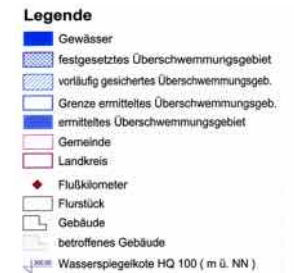 Legende
Gewässer
festgesetztes Überschwemmungsgebiet
vorläufig gesichertes Überschwemmungsgeb.
Grenze ermitteltes Überschwemmungsgeb.
ermitteltes Überschwemmungsgebiet
Gemeinde
Landkreis
Flußkilometer
Flurstück
Gebäude
betroffenes Gebäude
Wasserspiegelkote HQ 100 ( m ü. NN )